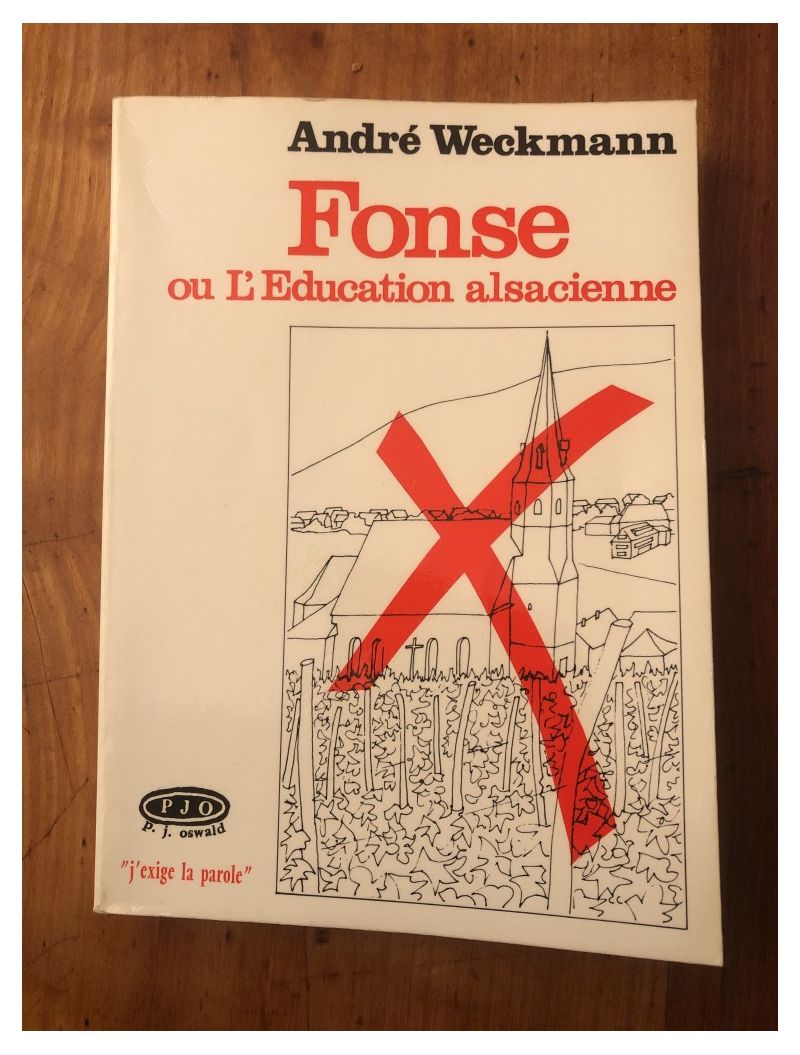 André Weckmann
Fonse
ou L'Education alsacienne
PJO
p. j. oswald
"j'exige la parole"